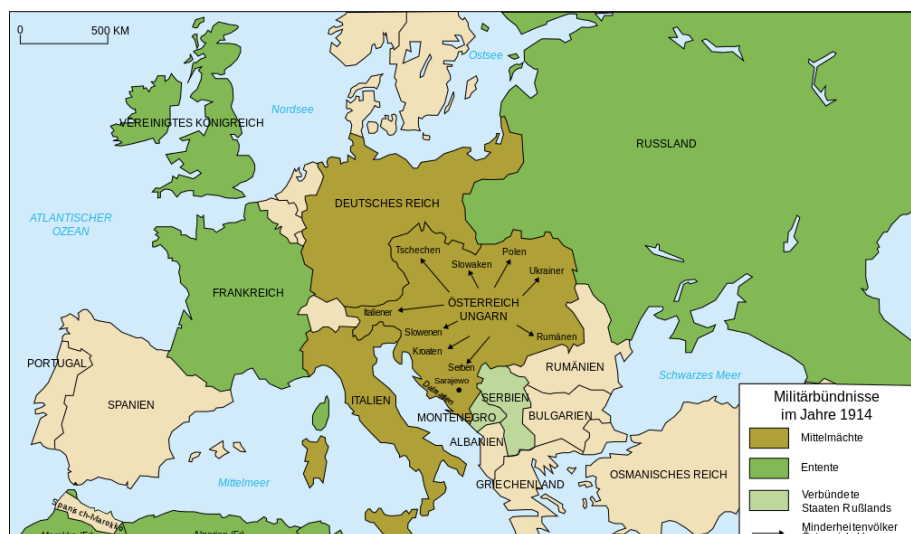 0 500 KM
Ostsee
Nordsee
VEREINIGTES KÖNIGREICH
RUSSLAND
DEUTSCHES REICH
ATLANTISCHER
OZEAN
Tschechen
Slowaken
Polen
Ukrainer
FRANKREICH
ÖSTERREICH
UNGARN
Italiener
Slowenen
Kroaten
Rumänen
Serben
Sarajewo
PORTUGAL
SPANIEN
RUMÄNIEN
Schwarzes Meer
ITALIEN
SERBIEN
MONTENEGRO
BULGARIEN
ALBANIEN
GRIECHENLAND
OSMANISCHES REICH
Mittelmeer
Spanisch-Marokko
Militärbündnisse
im Jahre 1914
Mittelmächte
Entente
Verbündete
Staaten Rußlands
Minderheitenvölker